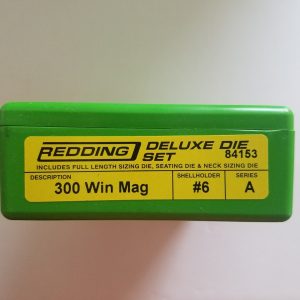 REDDING DELUXE DIE SET 84153
INCLUDES FULL LENGTH SIZING DIE, SEATING DIE & NECK SIZING DIE
DESCRIPTION SHELLHOLDER SERIES
300 Win Mag #6 A